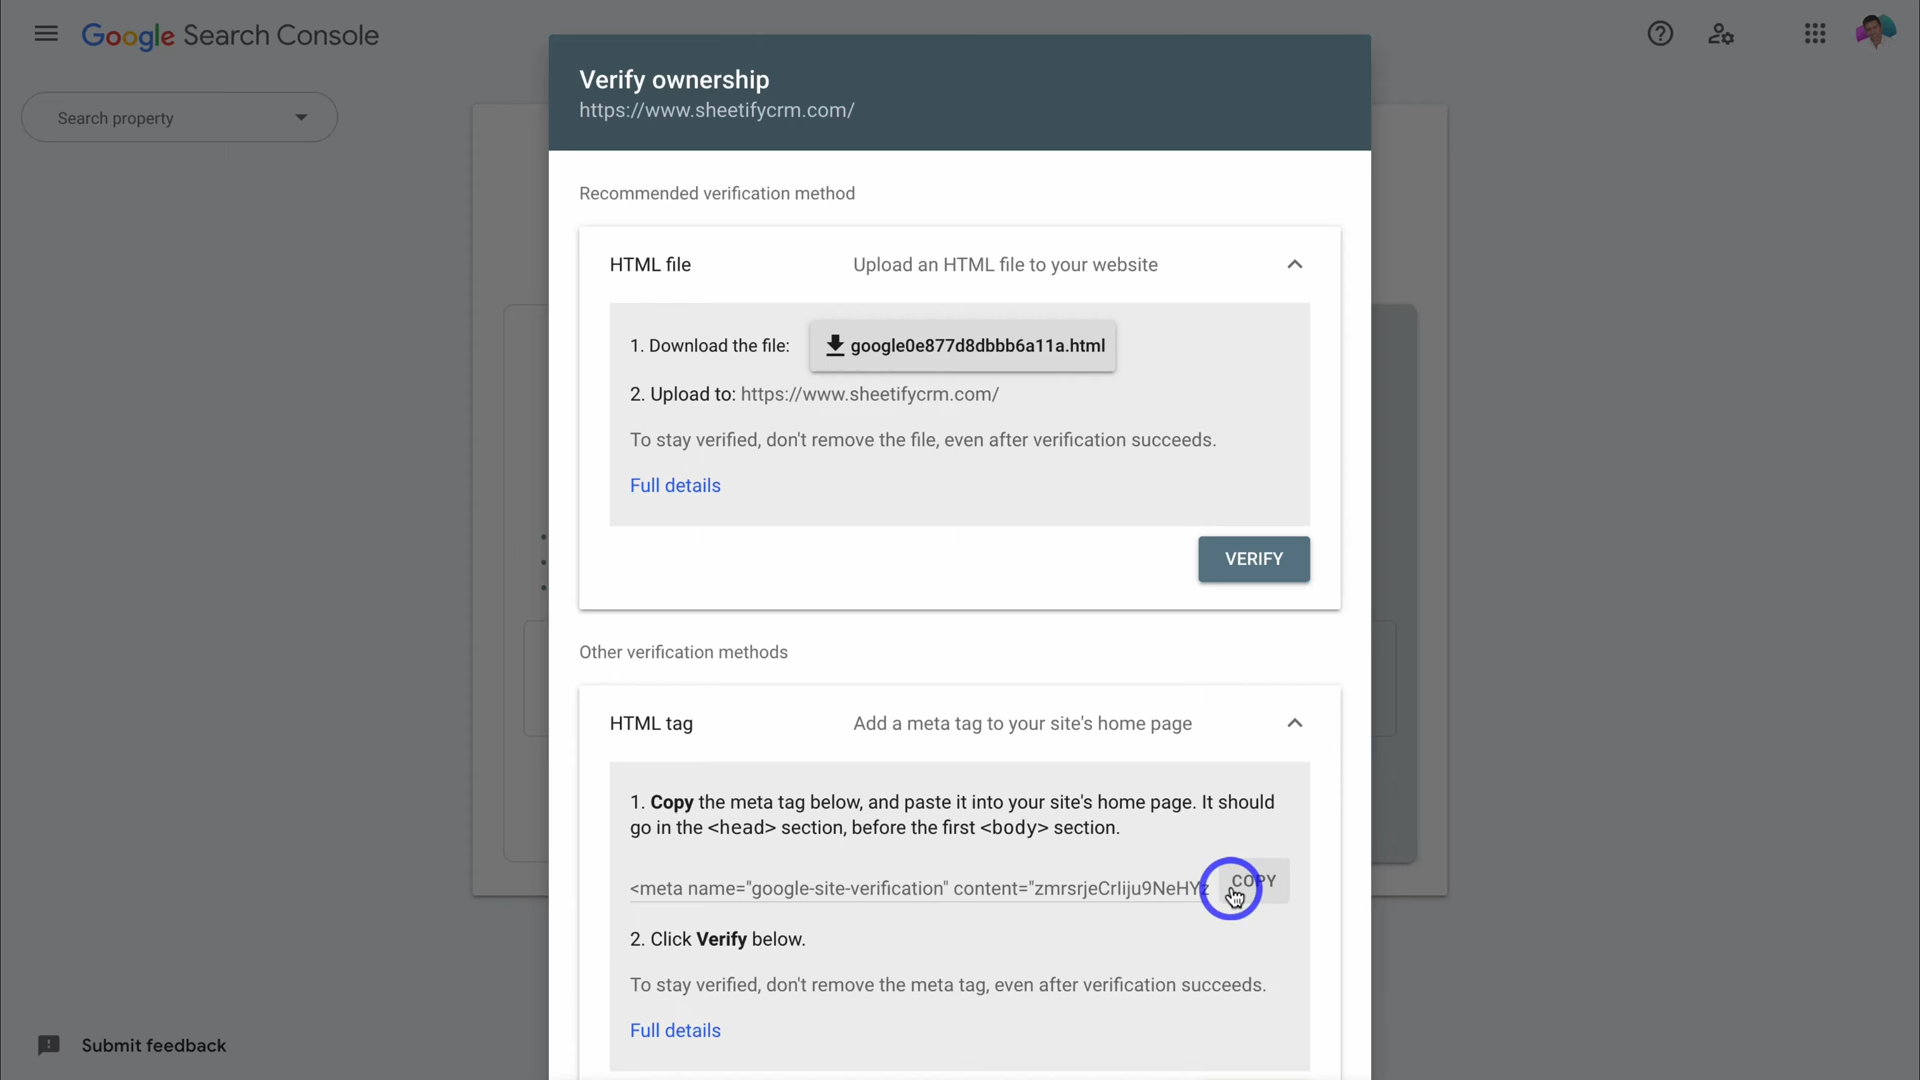 Google Search Console
Search property
Verify ownership
https://www.sheetifycrm.com/
Recommended verification method
HTML file
Upload an HTML file to your website
1. Download the file:
google0e877d8dbbb6a11a.html
2. Upload to: https://www.sheetifycrm.com/
To stay verified, don't remove the file, even after verification succeeds.
Full details
VERIFY
Other verification methods
HTML tag
Add a meta tag to your site's home page
1. Copy the meta tag below, and paste it into your site's home page. It should
go in the <head> section, before the first <body> section.
<meta name="google-site-verification" content="zmrsrjeCrliju9NeHYz
COPY
2. Click Verify below.
To stay verified, don't remove the meta tag, even after verification succeeds.
Full details
Submit feedback